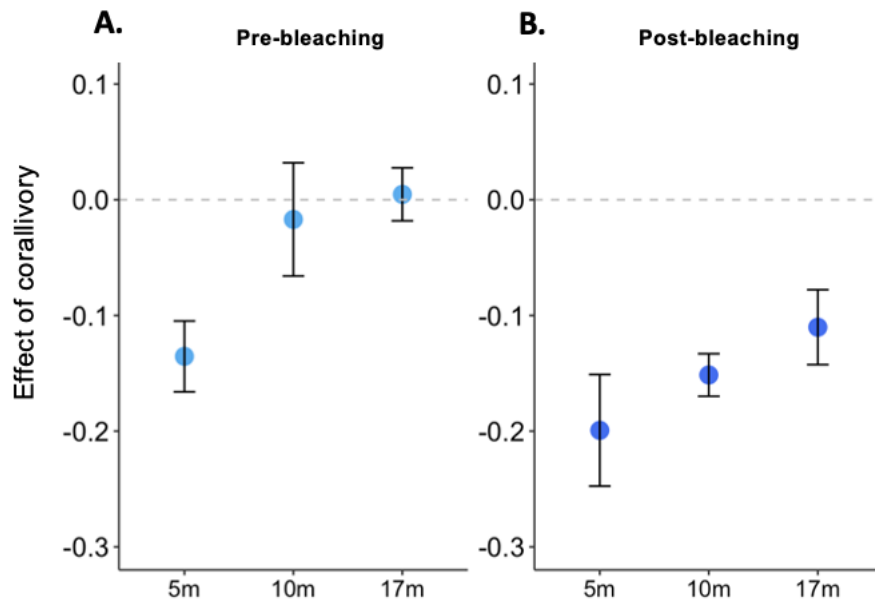 A.
Pre-bleaching
Effect of corallivory
0.1
0.0
-0.1
-0.2
-0.3
5m 10m 17m
B.
Post-bleaching
0.1
0.0
-0.1
-0.2
-0.3
5m 10m 17m